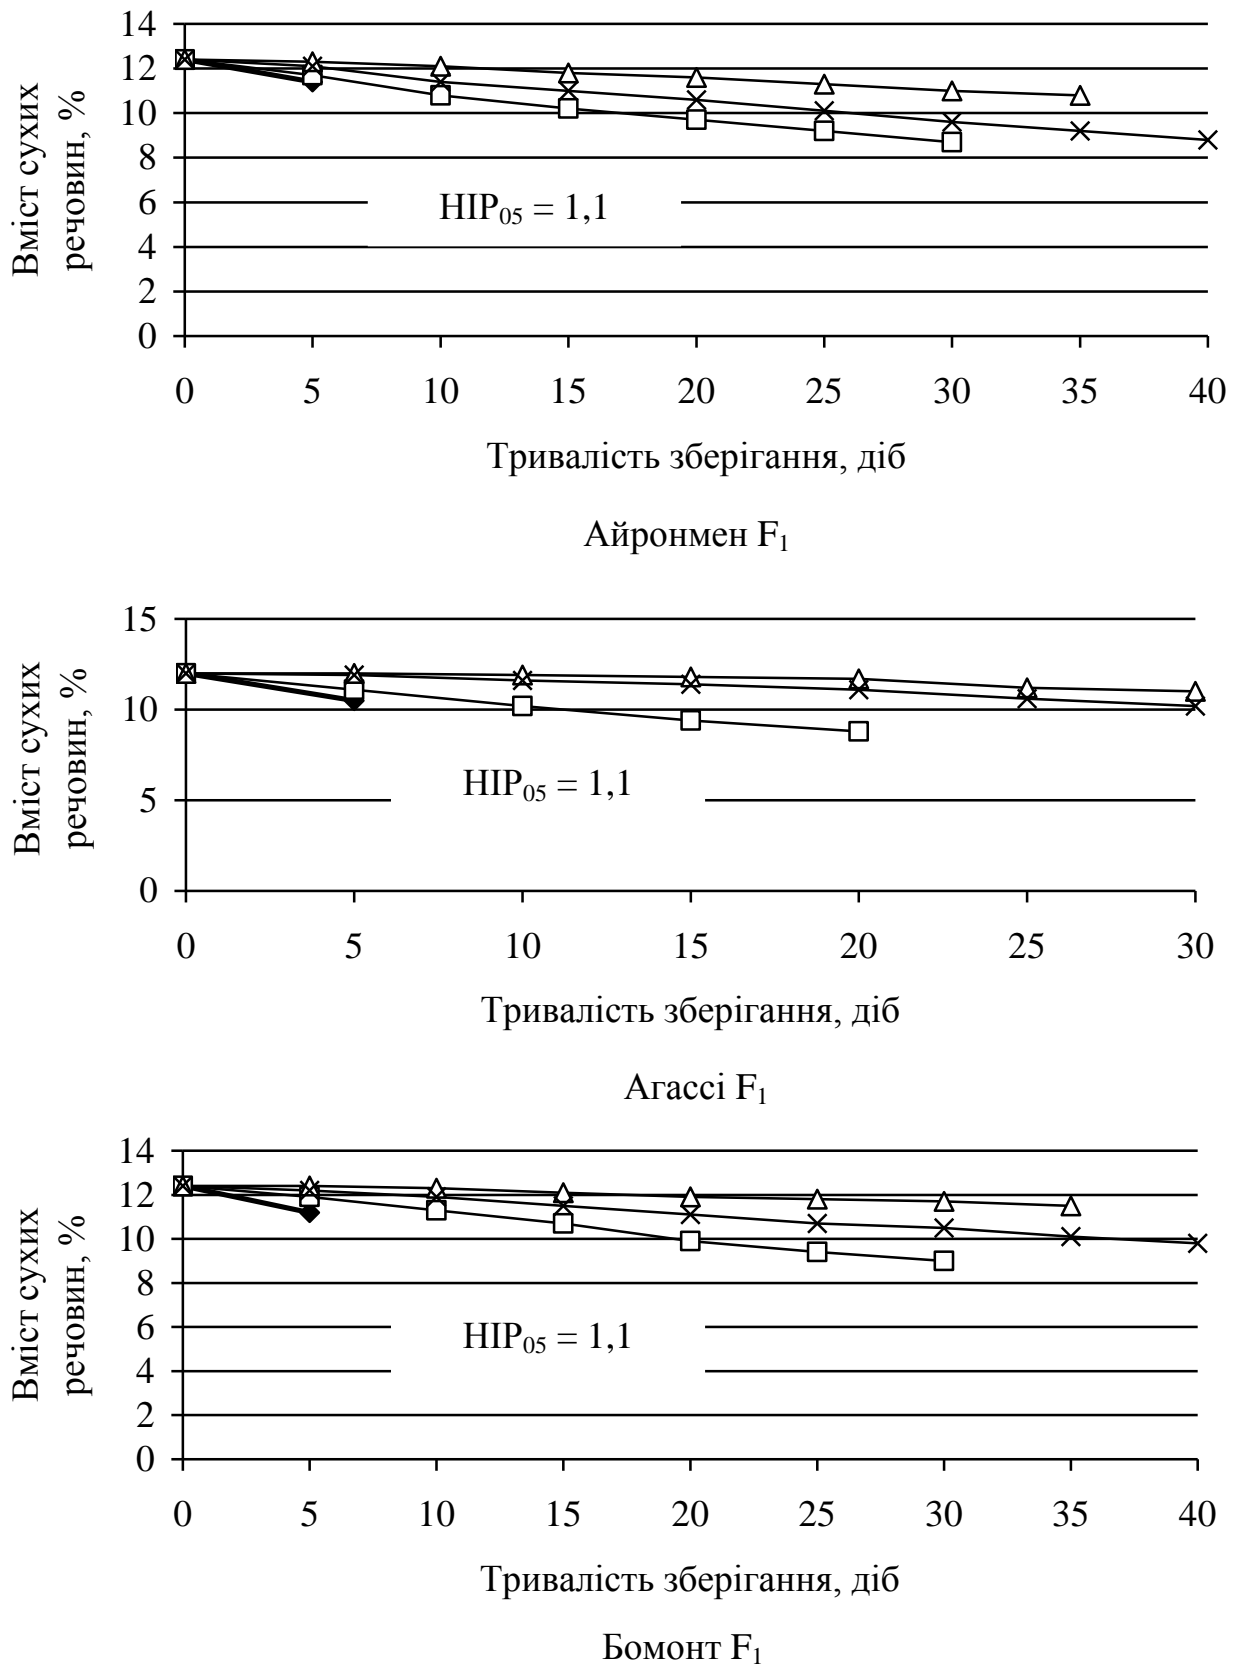 Вміст сухих
речовин, %
14
12
10
8
6
4
2
0
НІР05 = 1,1
0 5 10 15 20 25 30 35 40
Тривалість зберігання, діб
Айронмен F1
Вміст сухих
речовин, %
15
10
5
0
НІР05 = 1,1
0 5 10 15 20 25 30
Тривалість зберігання, діб
Агассі F1
Вміст сухих
речовин, %
14
12
10
8
6
4
2
0
НІР05 = 1,1
0 5 10 15 20 25 30 35 40
Тривалість зберігання, діб
Бомонт F1